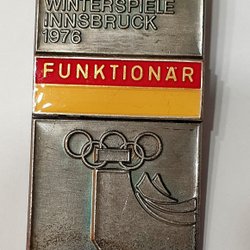 WINTERSPIELE
INNSBRUCK
1976
FUNKTIONÄR